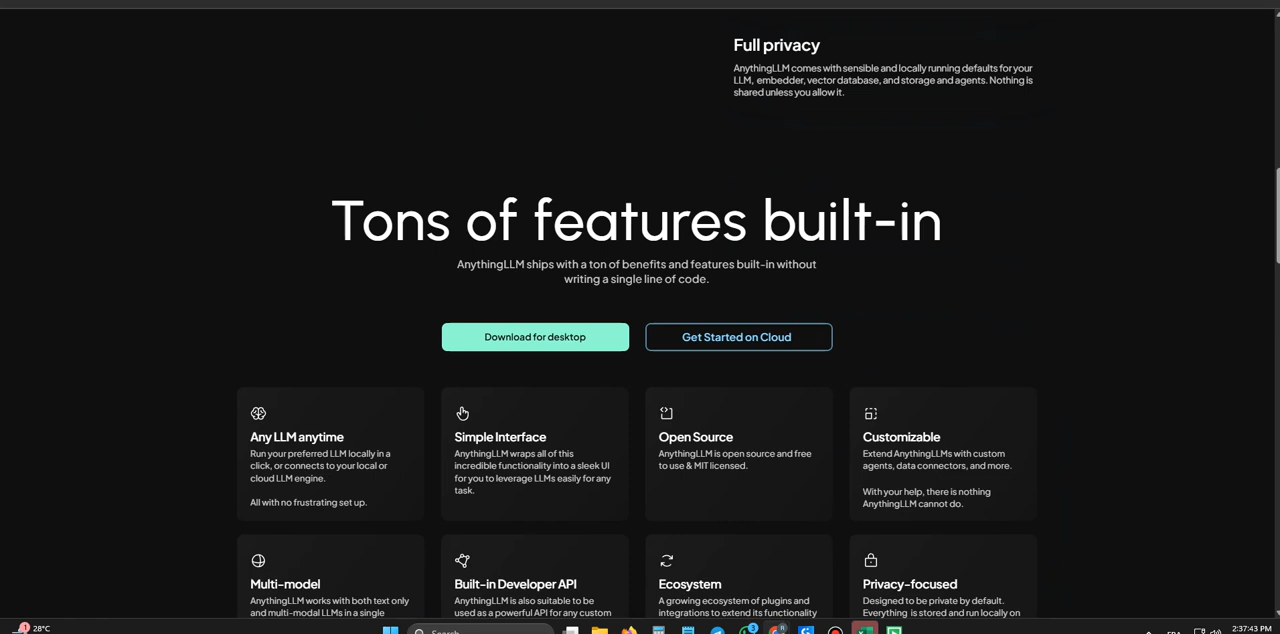 Full privacy
AnythingLLM comes with sensible and locally running defaults for your
LLM, embedder, vector database, and storage and agents. Nothing is
shared unless you allow it.
Tons of features built-in
AnythingLLM ships with a ton of benefits and features built-in without
writing a single line of code.
Download for desktop
Get Started on Cloud
Any LLM anytime
Run your preferred LLM locally in a
click, or connects to your local or
cloud LLM engine.
All with no frustrating set up.
Simple Interface
AnythingLLM wraps all of this
incredible functionality into a sleek UI
for you to leverage LLMs easily for any
task.
Open Source
AnythingLLM is open source and free
to use & MIT licensed.
Customizable
Extend AnythingLLMs with custom
agents, data connectors, and more.
With your help, there is nothing
AnythingLLM cannot do.
Multi-model
AnythingLLM works with both text only
and multi-modal LLMs in a single
Built-in Developer API
AnythingLLM is also suitable to be
used as a powerful API for any custom
Ecosystem
A growing ecosystem of plugins and
integrations to extend its functionality
Privacy-focused
Designed to be private by default.
Everything is stored and run locally on
1
28°C
Search
3
2:37:43 PM